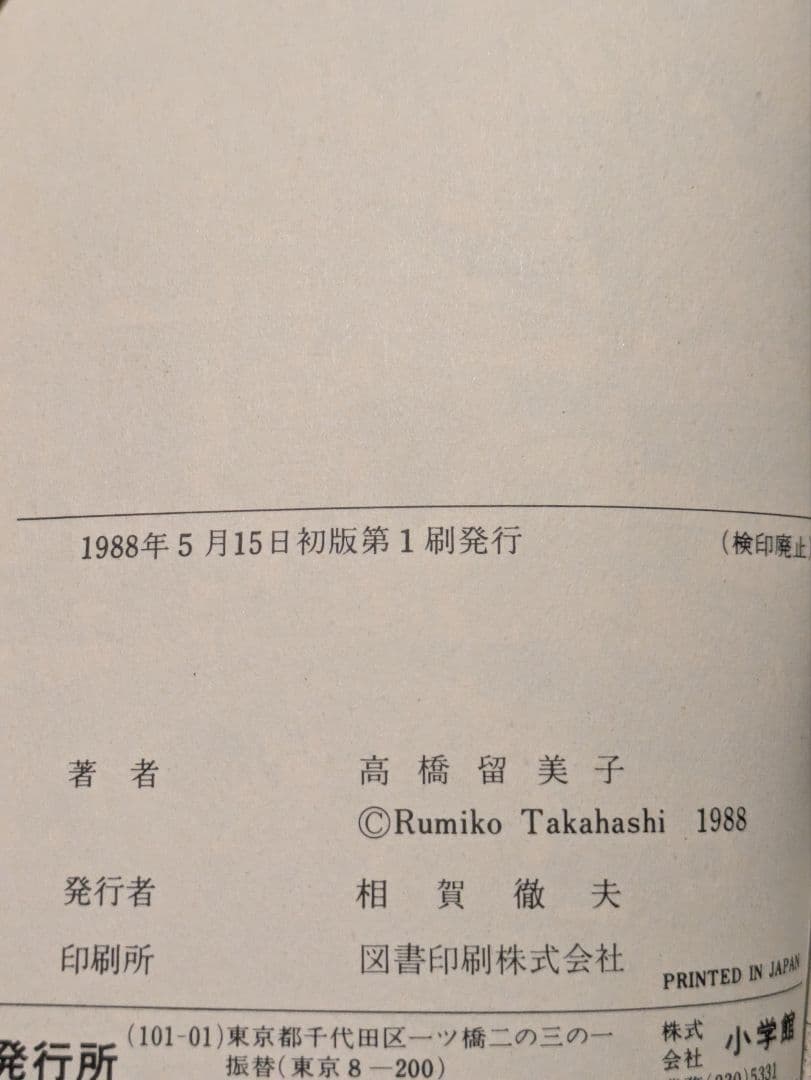 1988年5月15日初版第1刷発行 (検印廃止)
著者 高橋留美子
©Rumiko Takahashi 1988
発行者 相賀徹夫
印刷所 図書印刷株式会社
PRINTED IN JAPAN
発行所 (101-01)東京都千代田区一ツ橋二の三の一 株式会社 小学館
振替(東京8—200)
(230)5331